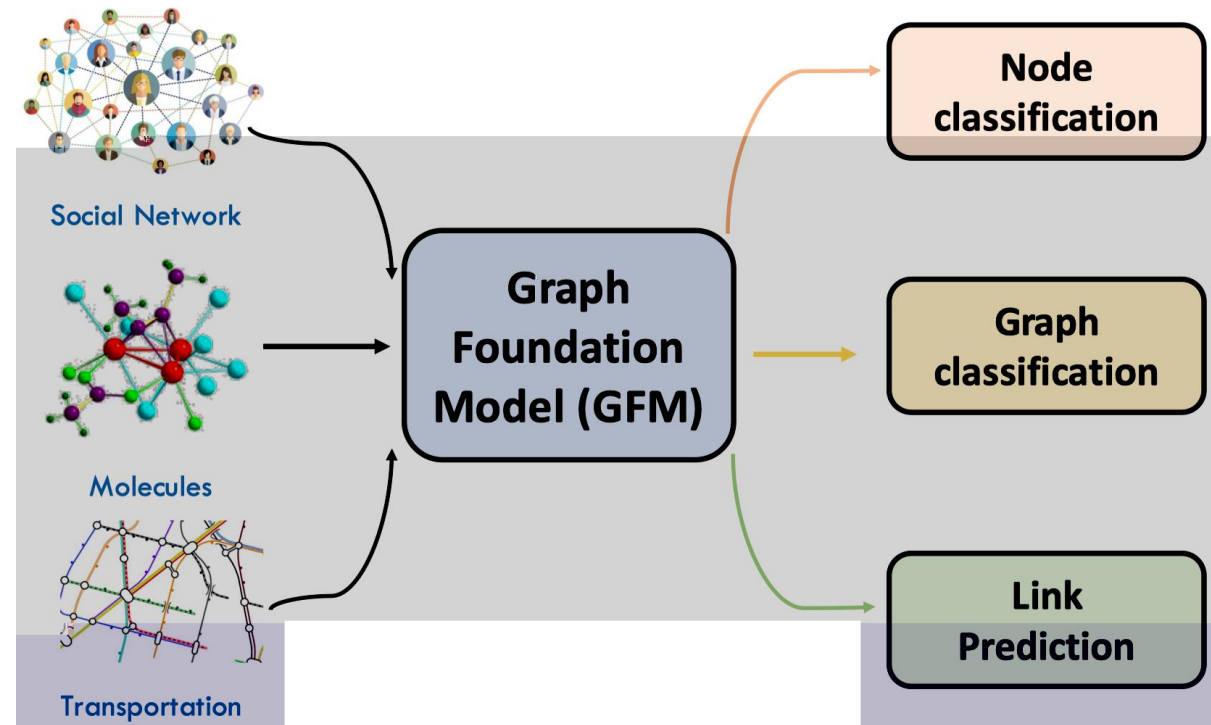 Social Network
Molecules
Transportation
Graph
Foundation
Model (GFM)
Node
classification
Graph
classification
Link
Prediction